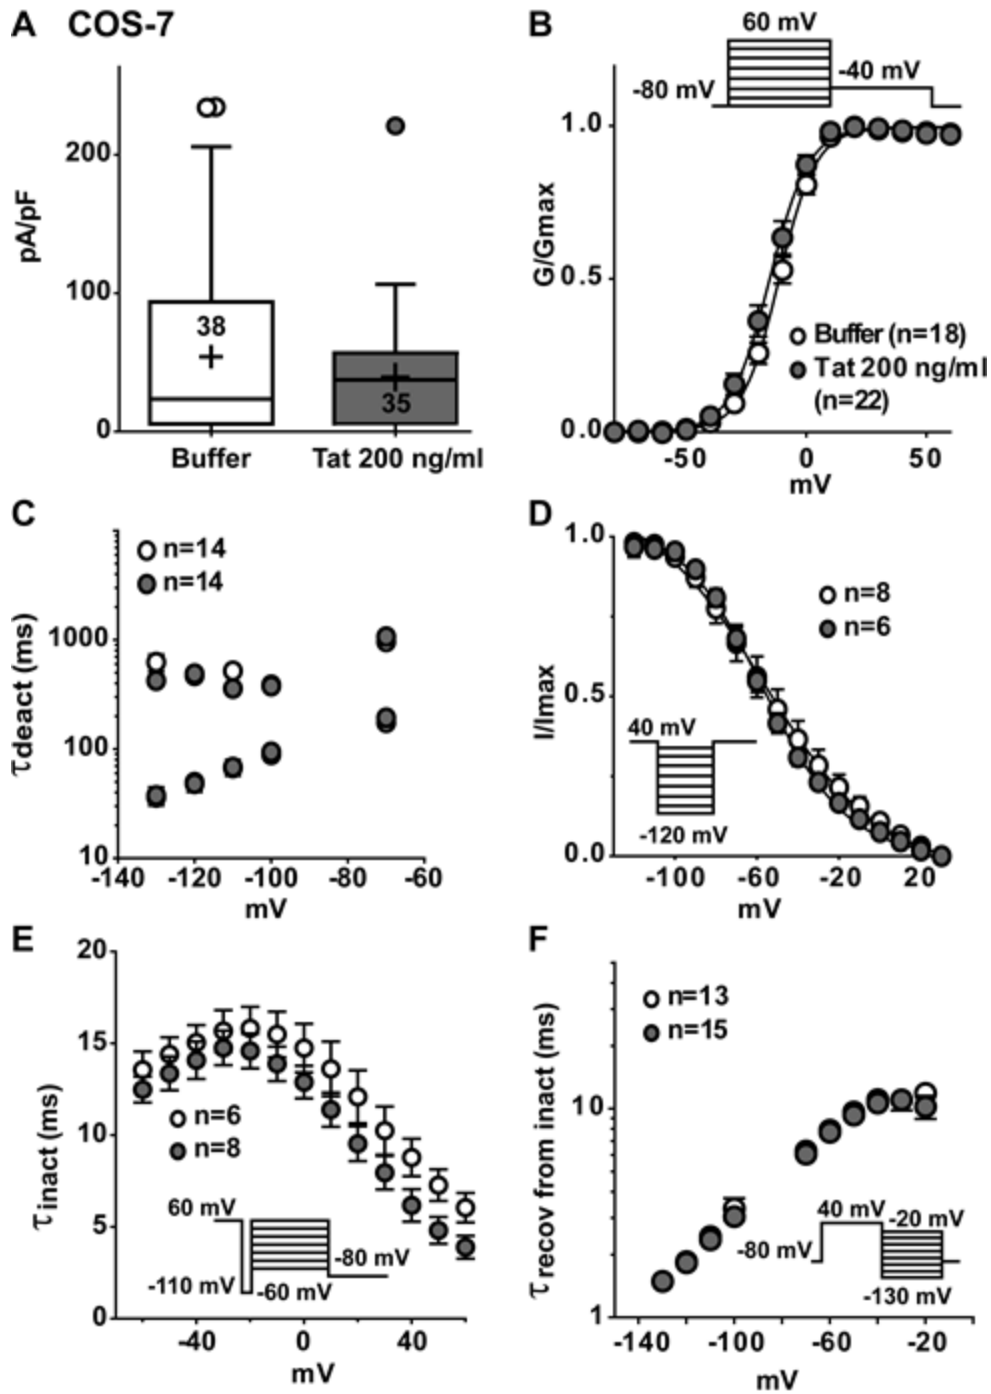 A COS-7
pA/pF
200
100
0
38
35
Buffer
Tat 200 ng/ml
B
60 mV
-80 mV
-40 mV
G/Gmax
1.0
0.5
0.0
Buffer (n=18)
Tat 200 ng/ml
(n=22)
-50
0
50
mV
C
n=14
n=14
τdeact (ms)
1000
100
10
-140
-120
-100
-80
-60
mV
D
I/Imax
1.0
0.5
0.0
n=8
n=6
40 mV
-120 mV
-100
-60
-20
20
mV
E
τinact (ms)
20
15
10
5
0
n=6
n=8
60 mV
-80 mV
-110 mV
-60 mV
-40
0
40
mV
F
τ recov from inact (ms)
10
1
n=13
n=15
40 mV
-20 mV
-80 mV
-130 mV
-140
-100
-60
-20
mV